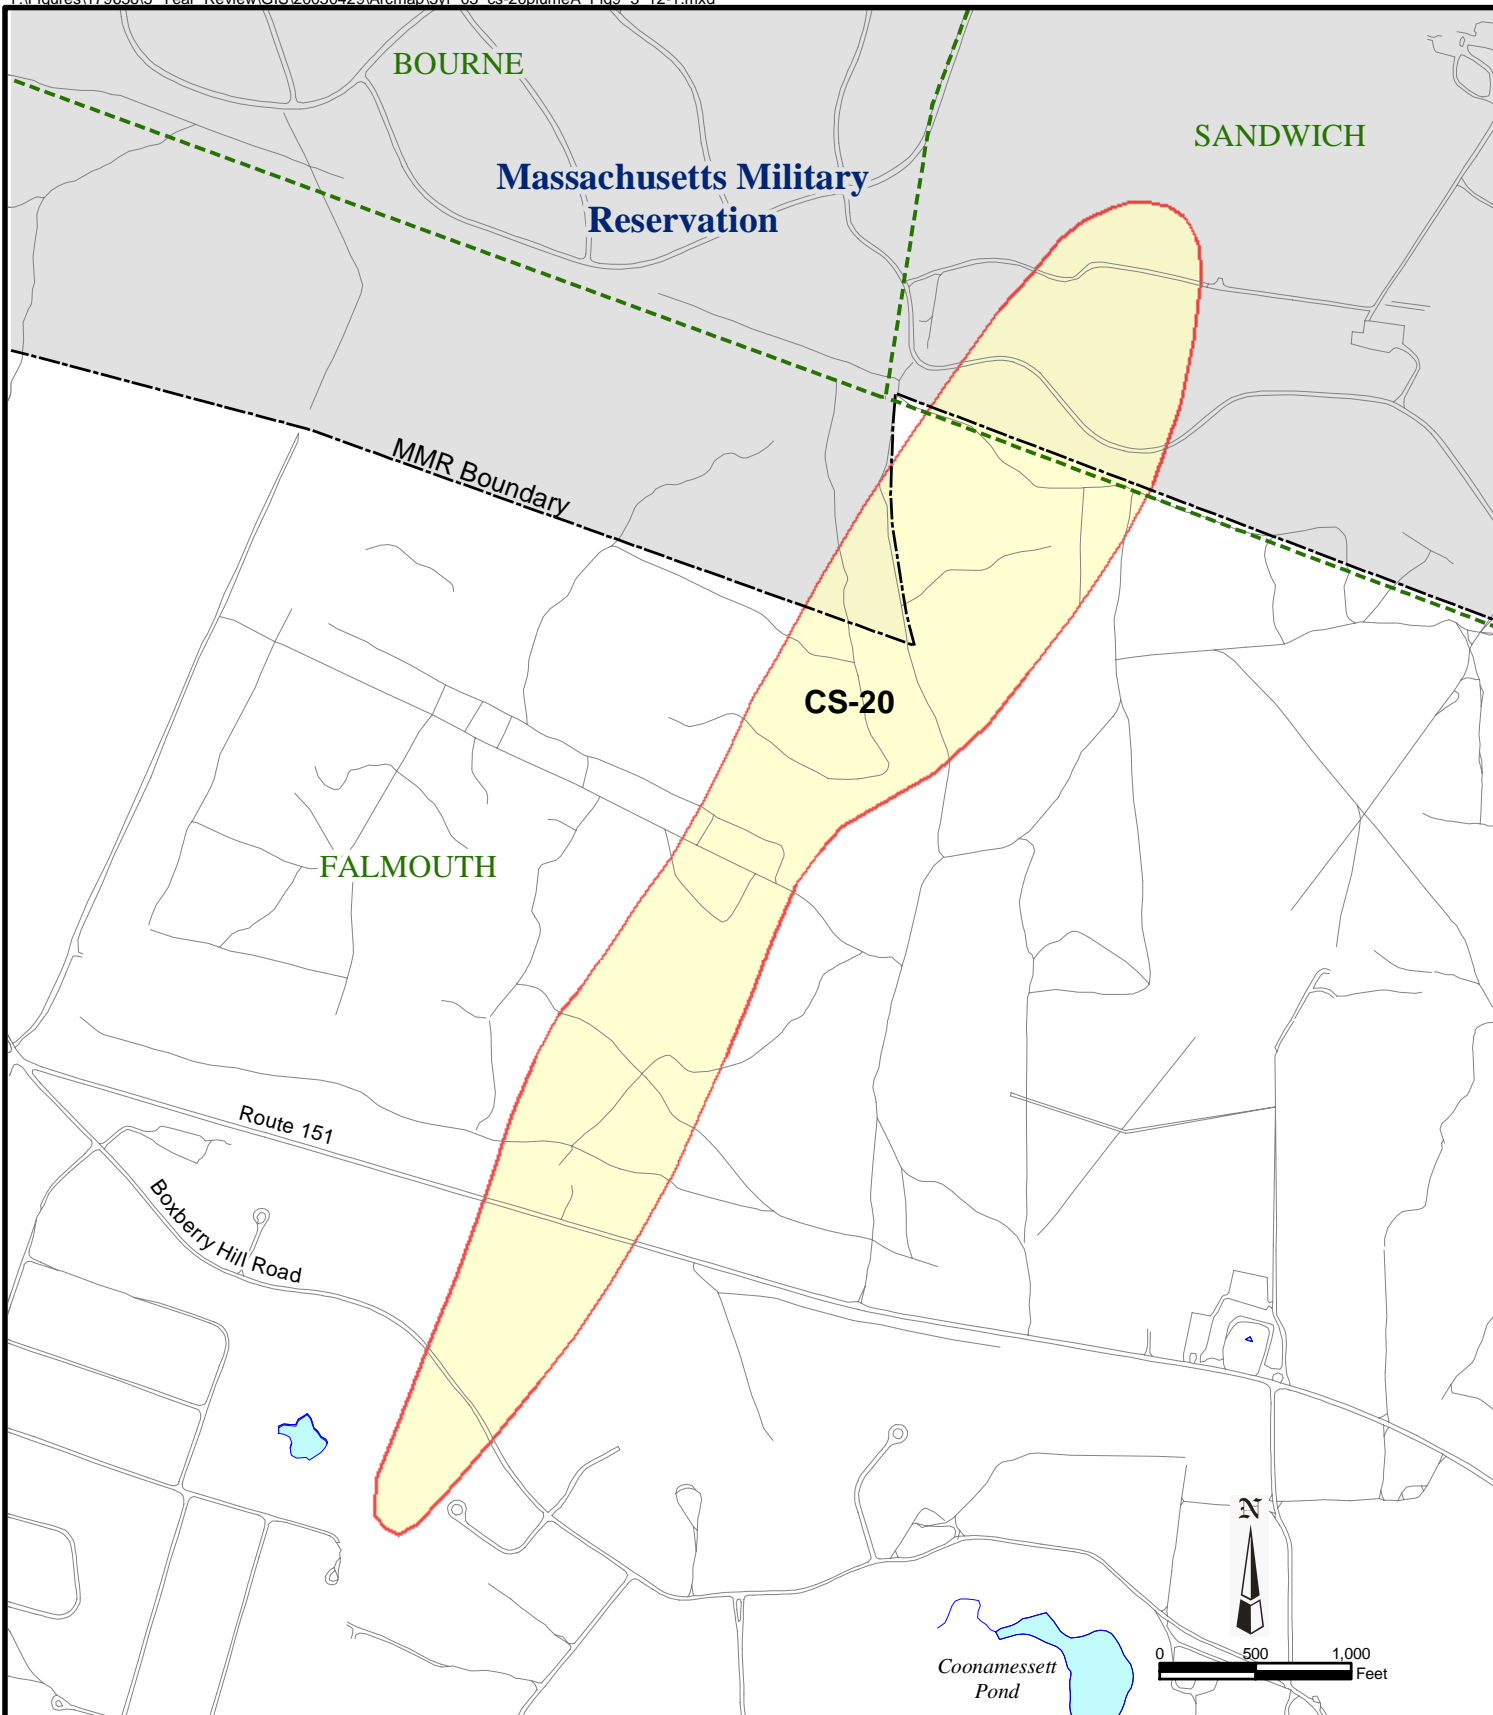 BOURNE
SANDWICH
Massachusetts Military
Reservation
MMR Boundary
CS-20
FALMOUTH
Route 151
Boxberry Hill Road
N
0 500 1,000
Feet
Coonamessett
Pond